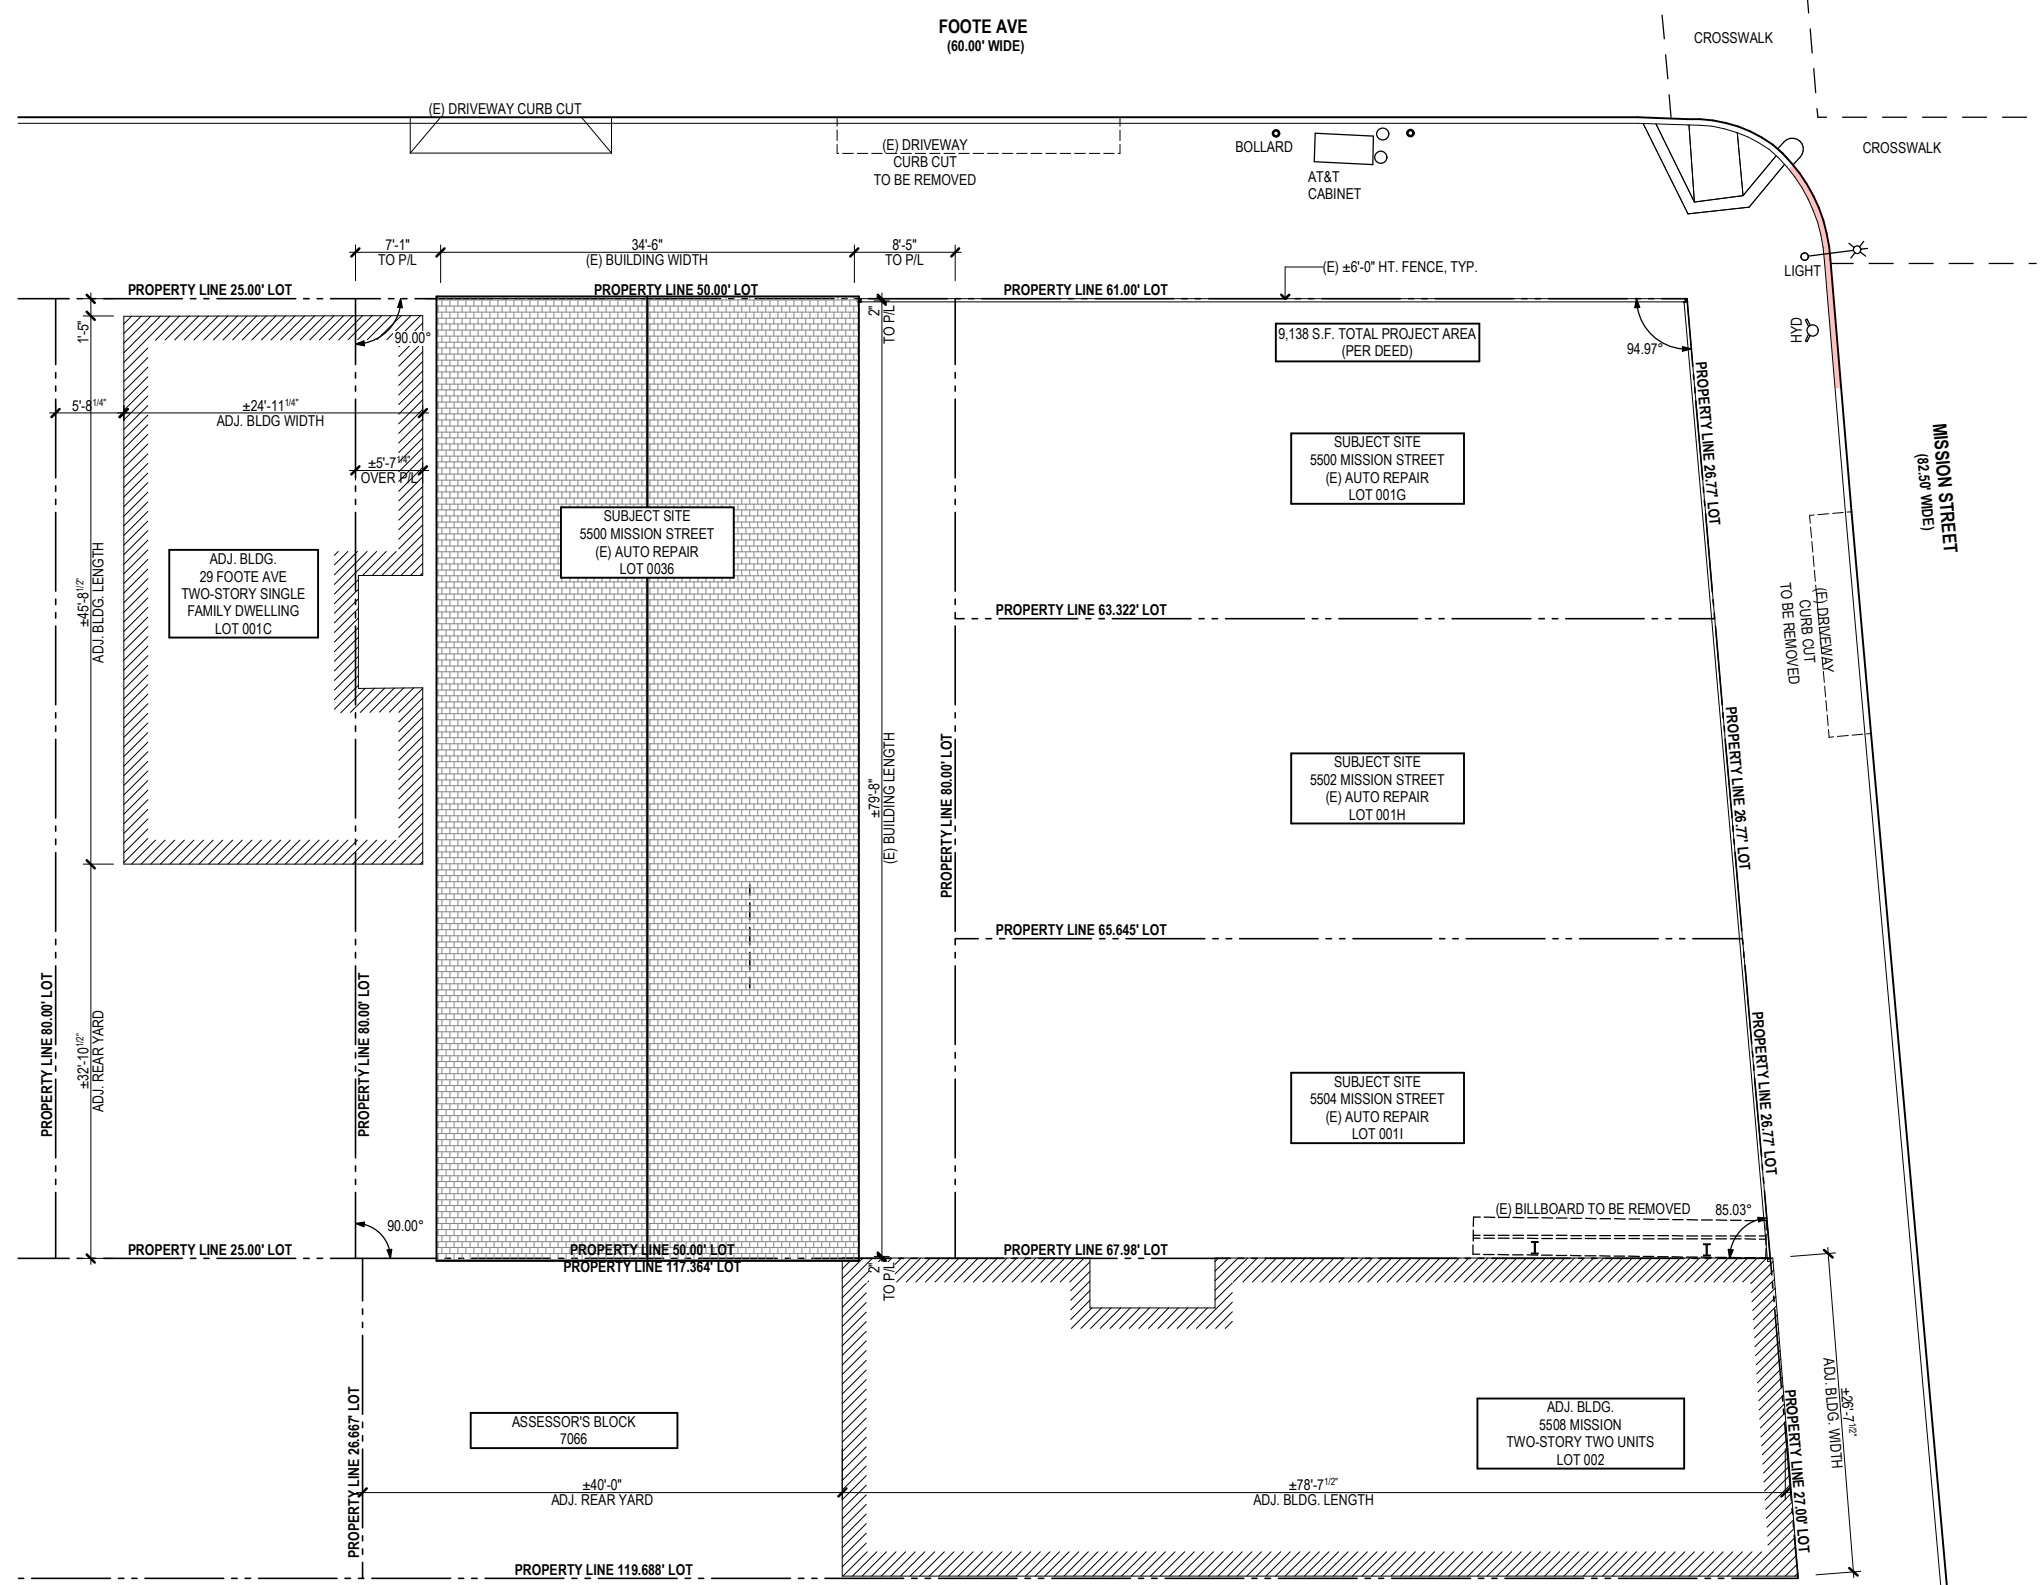 FOOTE AVE
(60.00' WIDE)
CROSSWALK
CROSSWALK
(E) DRIVEWAY CURB CUT
(E) DRIVEWAY
CURB CUT
TO BE REMOVED
BOLLARD
AT&T
CABINET
LIGHT
HYD
7'-1"
TO P/L
34'-6"
(E) BUILDING WIDTH
8'-5"
TO P/L
(E) ±6'-0" HT. FENCE, TYP.
PROPERTY LINE 25.00' LOT
PROPERTY LINE 50.00' LOT
PROPERTY LINE 61.00' LOT
1'-5"
90.00°
2"
TO P/L
9,138 S.F. TOTAL PROJECT AREA
(PER DEED)
94.97°
PROPERTY LINE 26.77' LOT
5'-8 1/4"
±24'-11 1/4"
ADJ. BLDG WIDTH
±5'-7 1/4"
OVER P/L
MISSION STREET
(82.50' WIDE)
SUBJECT SITE
5500 MISSION STREET
(E) AUTO REPAIR
LOT 001G
SUBJECT SITE
5500 MISSION STREET
(E) AUTO REPAIR
LOT 0036
ADJ. BLDG.
29 FOOTE AVE
TWO-STORY SINGLE
FAMILY DWELLING
LOT 001C
±45'-8 1/2"
ADJ. BLDG. LENGTH
PROPERTY LINE 63.322' LOT
(E) DRIVEWAY
CURB CUT
TO BE REMOVED
PROPERTY LINE 26.77' LOT
SUBJECT SITE
5502 MISSION STREET
(E) AUTO REPAIR
LOT 001H
±79'-8"
(E) BUILDING LENGTH
PROPERTY LINE 80.00' LOT
PROPERTY LINE 65.645' LOT
PROPERTY LINE 80.00' LOT
±32'-10 1/2"
ADJ. REAR YARD
PROPERTY LINE 80.00' LOT
PROPERTY LINE 26.77' LOT
SUBJECT SITE
5504 MISSION STREET
(E) AUTO REPAIR
LOT 001I
(E) BILLBOARD TO BE REMOVED
85.03°
90.00°
PROPERTY LINE 25.00' LOT
PROPERTY LINE 50.00' LOT
PROPERTY LINE 117.364' LOT
PROPERTY LINE 67.98' LOT
2"
TO P/L
±26'-7 1/2"
ADJ. BLDG. WIDTH
PROPERTY LINE 26.667' LOT
ASSESSOR'S BLOCK
7066
ADJ. BLDG.
5508 MISSION
TWO-STORY TWO UNITS
LOT 002
PROPERTY LINE 27.00' LOT
±40'-0"
ADJ. REAR YARD
±78'-7 1/2"
ADJ. BLDG. LENGTH
PROPERTY LINE 119.688' LOT